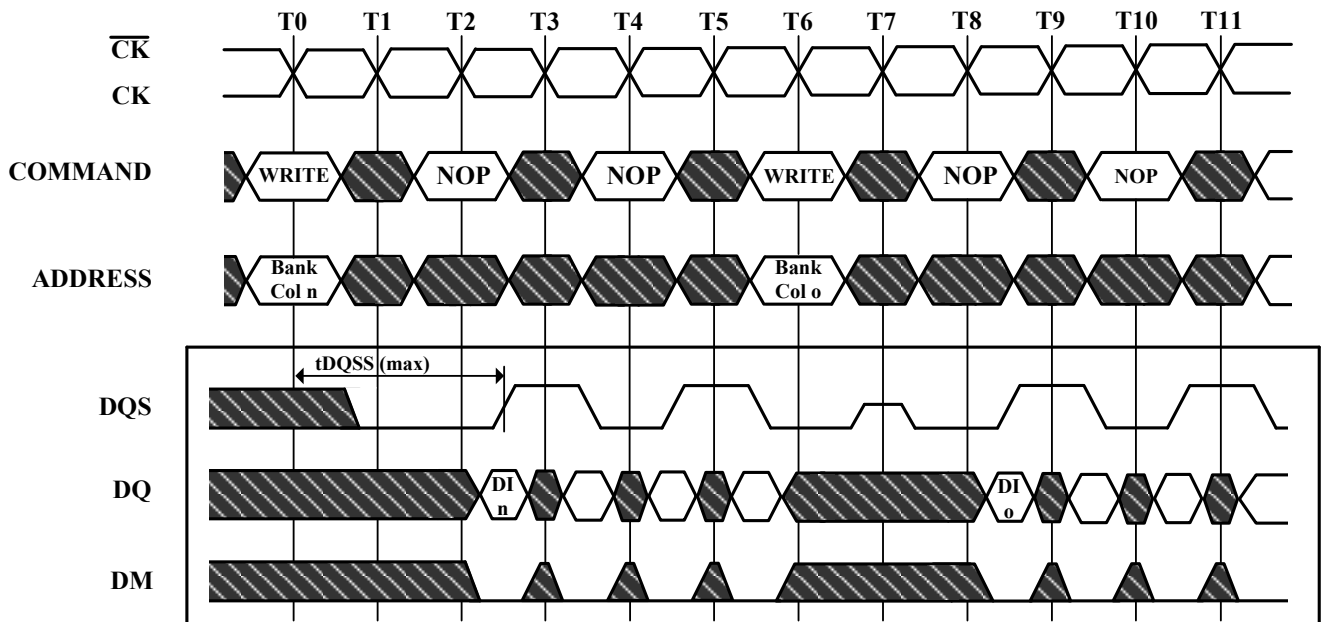 T0 T1 T2 T3 T4 T5 T6 T7 T8 T9 T10 T11
CK
CK
COMMAND WRITE NOP NOP WRITE NOP NOP
ADDRESS Bank Col n Bank Col o
tDQSS (max)
DQS
DQ DI n DI o
DM